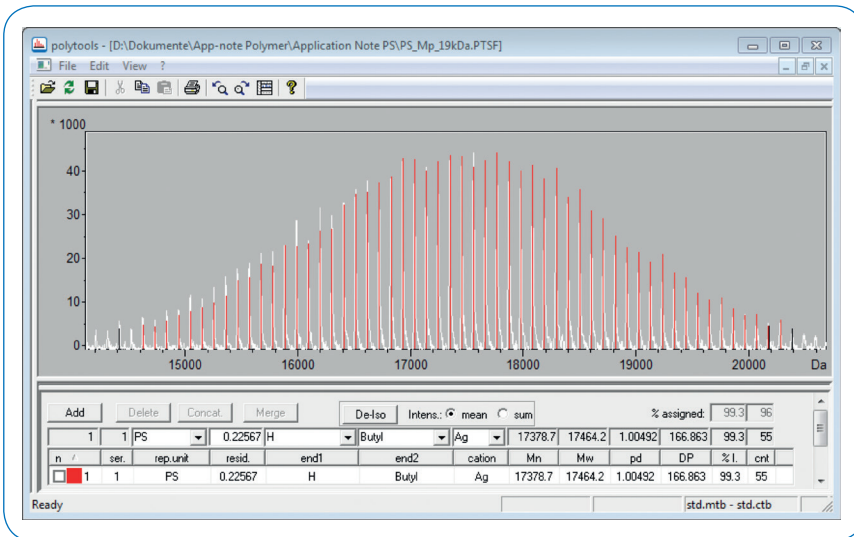 polytools - [D:\Dokumente\App-note Polymer\Application Note PS\PS_Mp_19kDa.PTSF]
File Edit View ?
* 1000
40
30
20
10
0
15000 16000 17000 18000 19000 20000 Da
Add Delete Concat. Merge De-Iso Intens.: mean sum % assigned: 99.3 96
1 1 PS 0.22567 H Butyl Ag 17378.7 17464.2 1.00492 166.863 99.3 55
n / ser. rep.unit resid. end1 end2 cation Mn Mw pd DP % I. cnt
1 1 PS 0.22567 H Butyl Ag 17378.7 17464.2 1.00492 166.863 99.3 55
Ready std.mtb - std.ctb